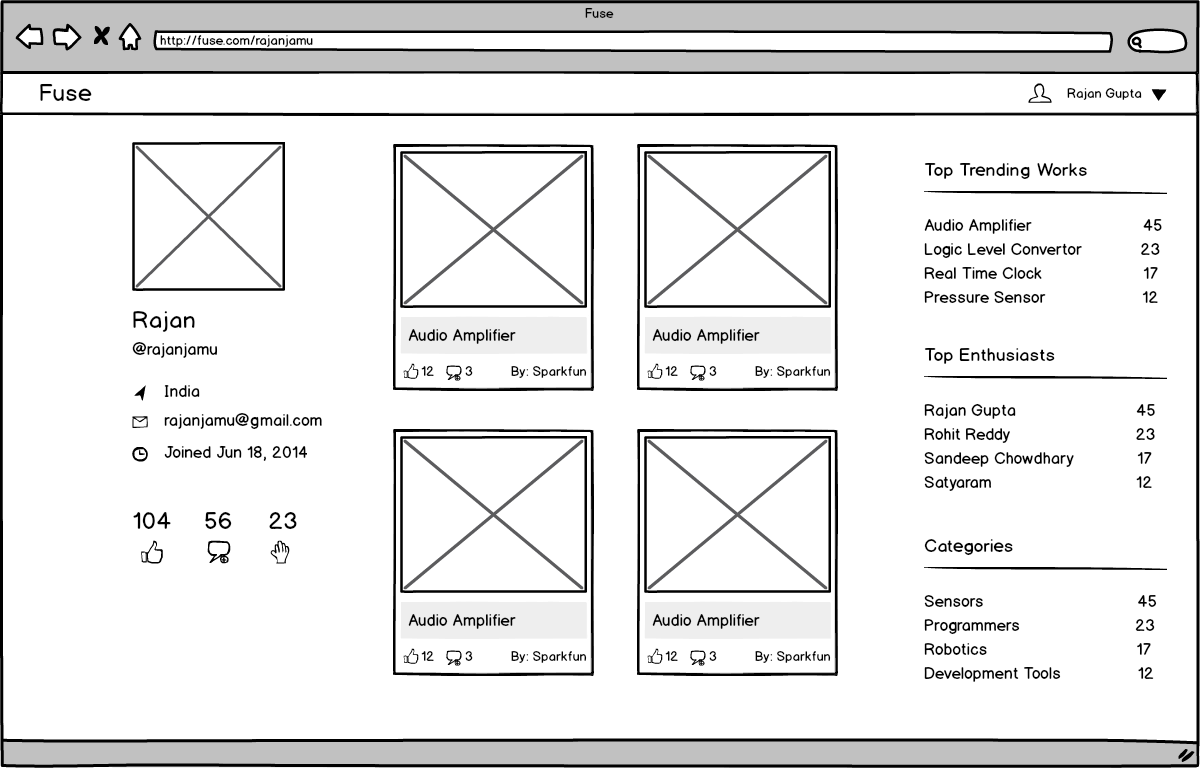 Fuse
http://fuse.com/rajanjamu
Fuse
Rajan Gupta
Rajan
@rajanjamu
India
rajanjamu@gmail.com
Joined Jun 18, 2014
104 56 23
Audio Amplifier
12 3 By: Sparkfun
Audio Amplifier
12 3 By: Sparkfun
Audio Amplifier
12 3 By: Sparkfun
Audio Amplifier
12 3 By: Sparkfun
Top Trending Works
Audio Amplifier 45
Logic Level Convertor 23
Real Time Clock 17
Pressure Sensor 12
Top Enthusiasts
Rajan Gupta 45
Rohit Reddy 23
Sandeep Chowdhary 17
Satyaram 12
Categories
Sensors 45
Programmers 23
Robotics 17
Development Tools 12